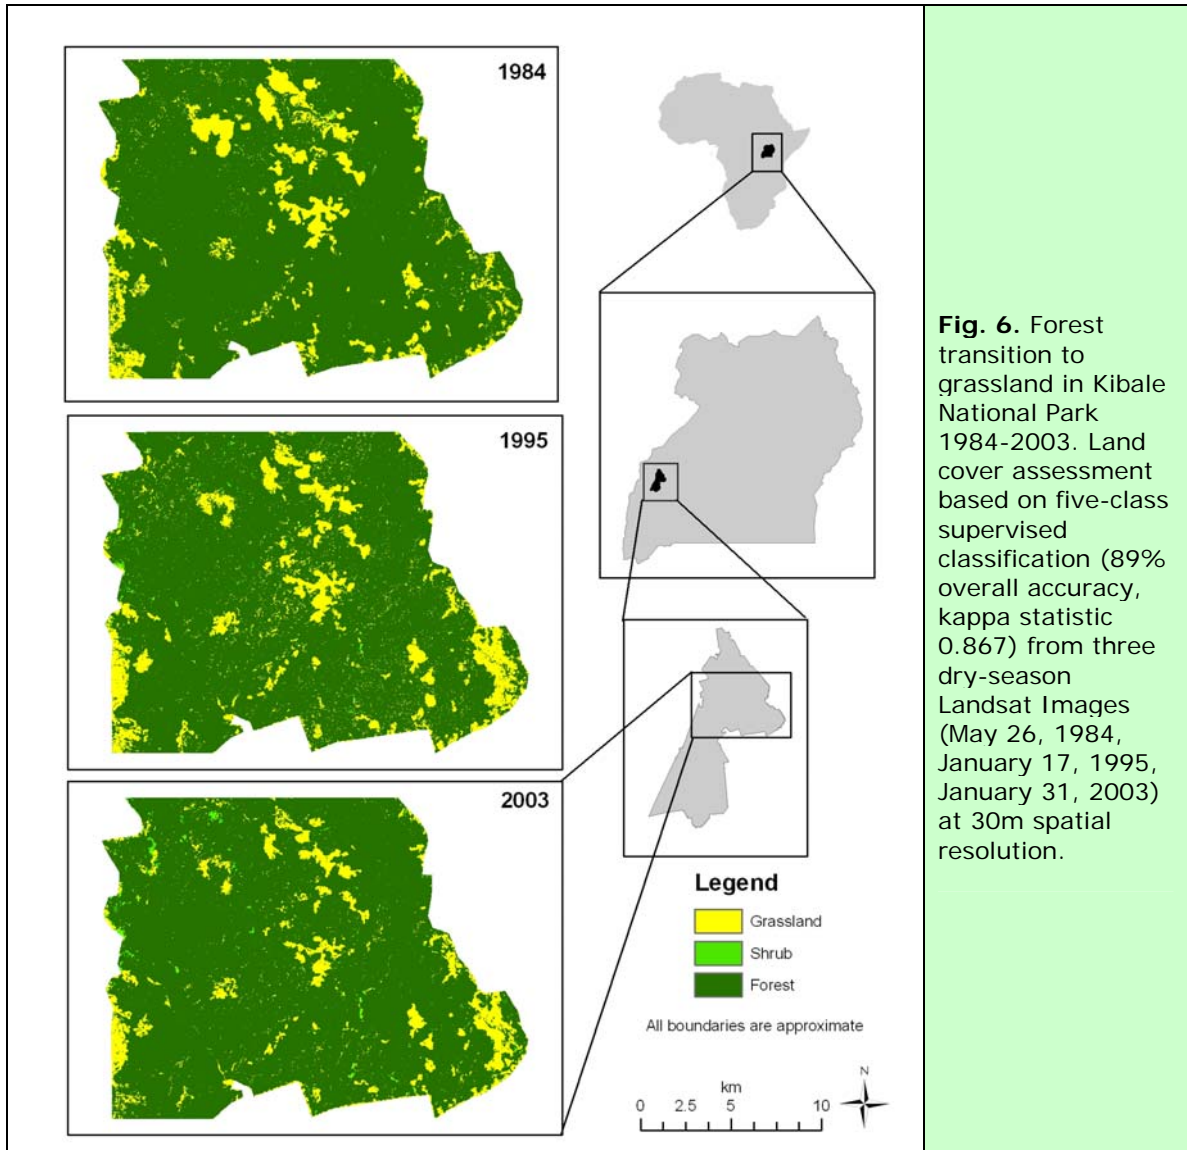 1984
1995
2003
Legend
Grassland
Shrub
Forest
All boundaries are approximate
km
0 2.5 5 10
N
Fig. 6. Forest
transition to
grassland in Kibale
National Park
1984-2003. Land
cover assessment
based on five-class
supervised
classification (89%
overall accuracy,
kappa statistic
0.867) from three
dry-season
Landsat Images
(May 26, 1984,
January 17, 1995,
January 31, 2003)
at 30m spatial
resolution.